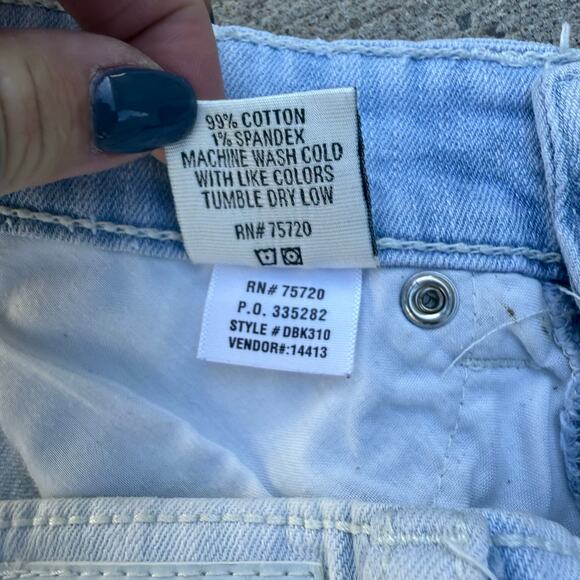 99% COTTON
1% SPANDEX
MACHINE WASH COLD
WITH LIKE COLORS
TUMBLE DRY LOW
RN# 75720
RN# 75720
P.O. 335282
STYLE # DBK310
VENDOR#:14413